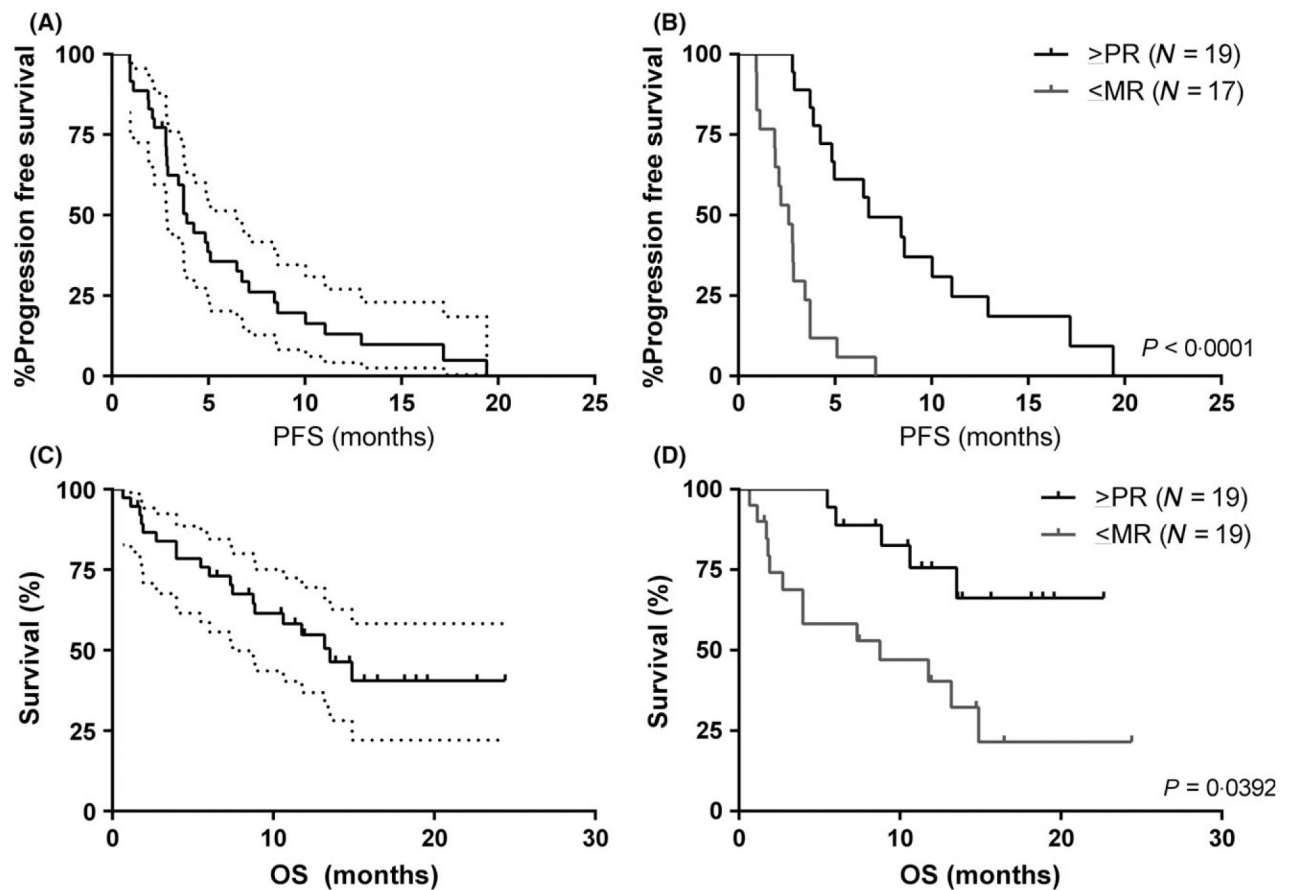 (A)
%Progression free survival
100
75
50
25
0
0 5 10 15 20 25
PFS (months)
(B)
%Progression free survival
100
75
50
25
0
≥PR (N = 19)
≤MR (N = 17)
P < 0·0001
0 5 10 15 20 25
PFS (months)
(C)
Survival (%)
100
75
50
25
0
0 10 20 30
OS (months)
(D)
Survival (%)
100
75
50
25
0
≥PR (N = 19)
≤MR (N = 19)
P = 0·0392
0 10 20 30
OS (months)